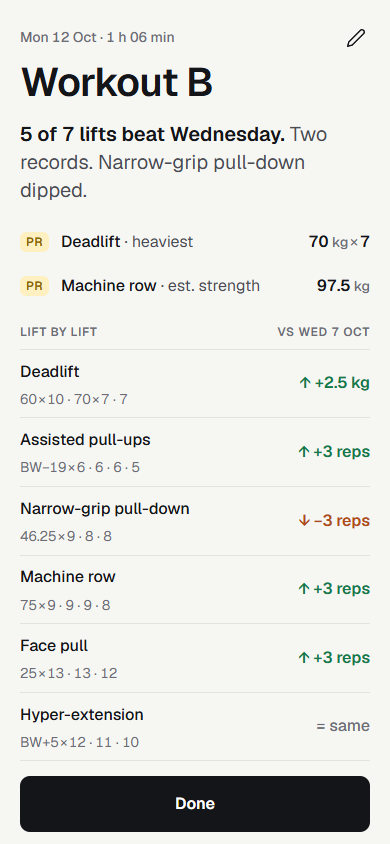 Mon 12 Oct · 1 h 06 min
Workout B
5 of 7 lifts beat Wednesday. Two
records. Narrow-grip pull-down
dipped.
PR Deadlift · heaviest 70 kg×7
PR Machine row · est. strength 97.5 kg
LIFT BY LIFT VS WED 7 OCT
Deadlift
60×10 · 70×7 · 7
↑ +2.5 kg
Assisted pull-ups
BW−19×6 · 6 · 6 · 5
↑ +3 reps
Narrow-grip pull-down
46.25×9 · 8 · 8
↓ −3 reps
Machine row
75×9 · 9 · 9 · 8
↑ +3 reps
Face pull
25×13 · 13 · 12
↑ +3 reps
Hyper-extension
BW+5×12 · 11 · 10
= same
Done